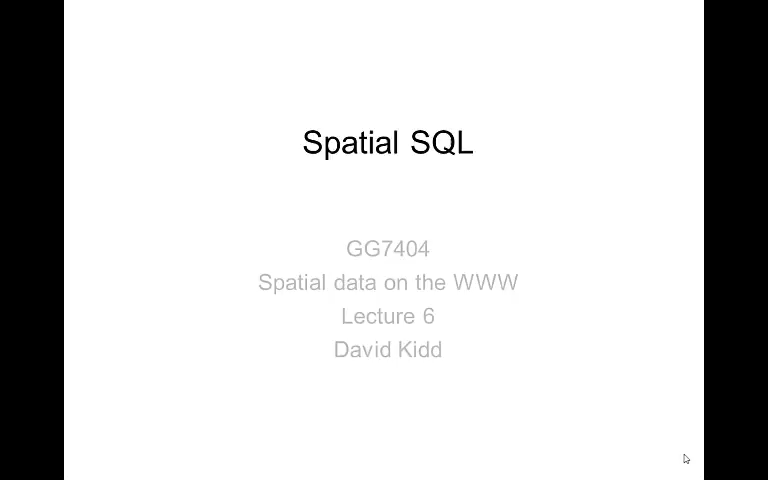 Spatial SQL
GG7404
Spatial data on the WWW
Lecture 6
David Kidd